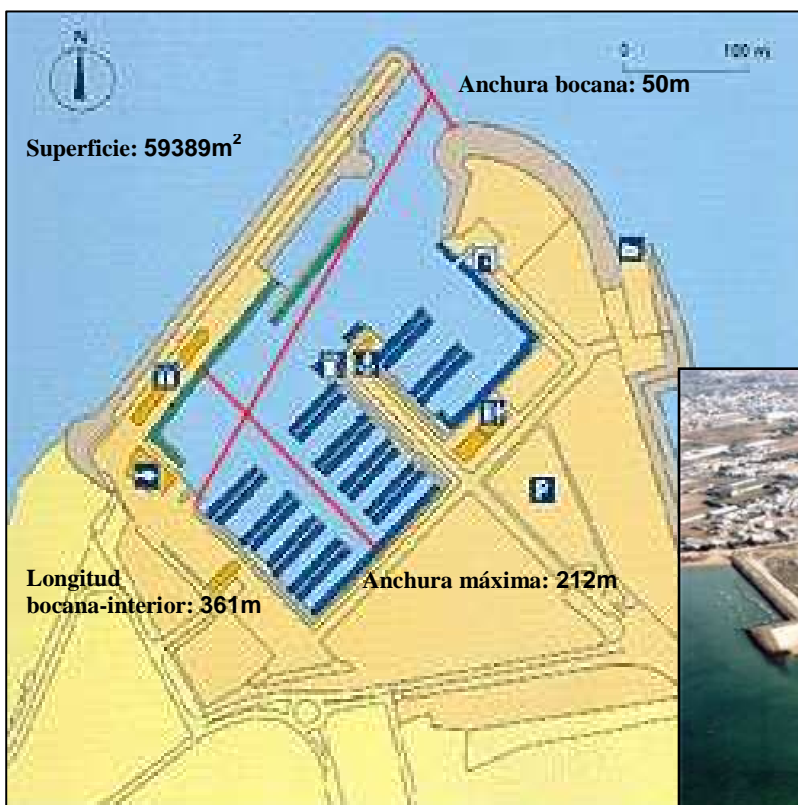 N
0 100 m
Anchura bocana: 50m
Superficie: 59389m²
P
Longitud
bocana-interior: 361m
Anchura máxima: 212m